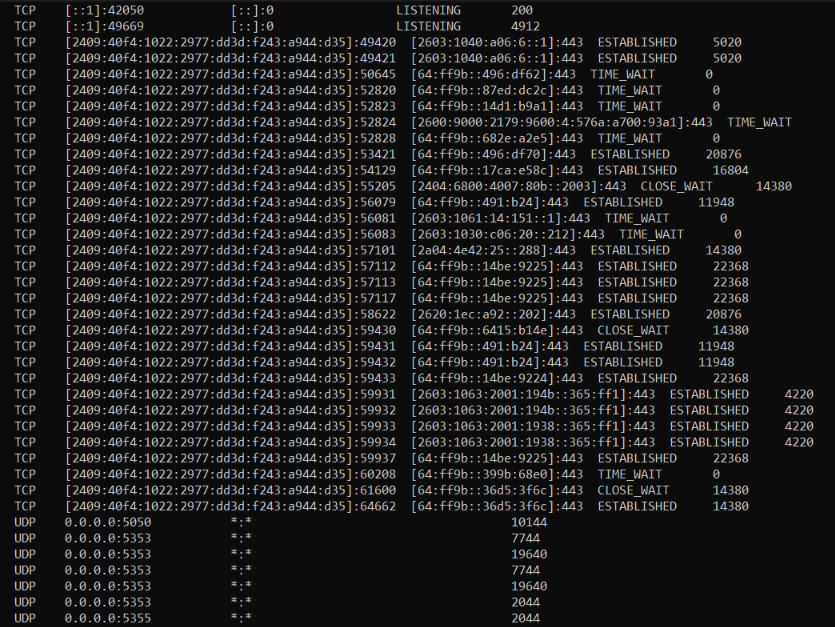 TCP [::1]:42050 [::]:0 LISTENING 200
TCP [::1]:49669 [::]:0 LISTENING 4912
TCP [2409:40f4:1022:2977:dd3d:f243:a944:d35]:49420 [2603:1040:a06:6::1]:443 ESTABLISHED 5020
TCP [2409:40f4:1022:2977:dd3d:f243:a944:d35]:49421 [2603:1040:a06:6::1]:443 ESTABLISHED 5020
TCP [2409:40f4:1022:2977:dd3d:f243:a944:d35]:50645 [64:ff9b::496:df62]:443 TIME_WAIT 0
TCP [2409:40f4:1022:2977:dd3d:f243:a944:d35]:52820 [64:ff9b::87ed:dc2c]:443 TIME_WAIT 0
TCP [2409:40f4:1022:2977:dd3d:f243:a944:d35]:52823 [64:ff9b::14d1:b9a1]:443 TIME_WAIT 0
TCP [2409:40f4:1022:2977:dd3d:f243:a944:d35]:52824 [2600:9000:2179:9600:4:576a:a700:93a1]:443 TIME_WAIT
TCP [2409:40f4:1022:2977:dd3d:f243:a944:d35]:52828 [64:ff9b::682e:a2e5]:443 TIME_WAIT 0
TCP [2409:40f4:1022:2977:dd3d:f243:a944:d35]:53421 [64:ff9b::496:df70]:443 ESTABLISHED 20876
TCP [2409:40f4:1022:2977:dd3d:f243:a944:d35]:54129 [64:ff9b::17ca:e58c]:443 ESTABLISHED 16804
TCP [2409:40f4:1022:2977:dd3d:f243:a944:d35]:55205 [2404:6800:4007:80b::2003]:443 CLOSE_WAIT 14380
TCP [2409:40f4:1022:2977:dd3d:f243:a944:d35]:56079 [64:ff9b::491:b24]:443 ESTABLISHED 11948
TCP [2409:40f4:1022:2977:dd3d:f243:a944:d35]:56081 [2603:1061:14:151::1]:443 TIME_WAIT 0
TCP [2409:40f4:1022:2977:dd3d:f243:a944:d35]:56083 [2603:1030:c06:20::212]:443 TIME_WAIT 0
TCP [2409:40f4:1022:2977:dd3d:f243:a944:d35]:57101 [2a04:4e42:25::288]:443 ESTABLISHED 14380
TCP [2409:40f4:1022:2977:dd3d:f243:a944:d35]:57112 [64:ff9b::14be:9225]:443 ESTABLISHED 22368
TCP [2409:40f4:1022:2977:dd3d:f243:a944:d35]:57113 [64:ff9b::14be:9225]:443 ESTABLISHED 22368
TCP [2409:40f4:1022:2977:dd3d:f243:a944:d35]:57117 [64:ff9b::14be:9225]:443 ESTABLISHED 22368
TCP [2409:40f4:1022:2977:dd3d:f243:a944:d35]:58622 [2620:1ec:a92::202]:443 ESTABLISHED 20876
TCP [2409:40f4:1022:2977:dd3d:f243:a944:d35]:59430 [64:ff9b::6415:b14e]:443 CLOSE_WAIT 14380
TCP [2409:40f4:1022:2977:dd3d:f243:a944:d35]:59431 [64:ff9b::491:b24]:443 ESTABLISHED 11948
TCP [2409:40f4:1022:2977:dd3d:f243:a944:d35]:59432 [64:ff9b::491:b24]:443 ESTABLISHED 11948
TCP [2409:40f4:1022:2977:dd3d:f243:a944:d35]:59433 [64:ff9b::14be:9224]:443 ESTABLISHED 22368
TCP [2409:40f4:1022:2977:dd3d:f243:a944:d35]:59931 [2603:1063:2001:194b::365:ff1]:443 ESTABLISHED 4220
TCP [2409:40f4:1022:2977:dd3d:f243:a944:d35]:59932 [2603:1063:2001:194b::365:ff1]:443 ESTABLISHED 4220
TCP [2409:40f4:1022:2977:dd3d:f243:a944:d35]:59933 [2603:1063:2001:1938::365:ff1]:443 ESTABLISHED 4220
TCP [2409:40f4:1022:2977:dd3d:f243:a944:d35]:59934 [2603:1063:2001:1938::365:ff1]:443 ESTABLISHED 4220
TCP [2409:40f4:1022:2977:dd3d:f243:a944:d35]:59937 [64:ff9b::14be:9225]:443 ESTABLISHED 22368
TCP [2409:40f4:1022:2977:dd3d:f243:a944:d35]:60208 [64:ff9b::399b:68e0]:443 TIME_WAIT 0
TCP [2409:40f4:1022:2977:dd3d:f243:a944:d35]:61600 [64:ff9b::36d5:3f6c]:443 CLOSE_WAIT 14380
TCP [2409:40f4:1022:2977:dd3d:f243:a944:d35]:64662 [64:ff9b::36d5:3f6c]:443 ESTABLISHED 14380
UDP 0.0.0.0:5050 *:* 10144
UDP 0.0.0.0:5353 *:* 7744
UDP 0.0.0.0:5353 *:* 19640
UDP 0.0.0.0:5353 *:* 7744
UDP 0.0.0.0:5353 *:* 19640
UDP 0.0.0.0:5353 *:* 2044
UDP 0.0.0.0:5355 *:* 2044